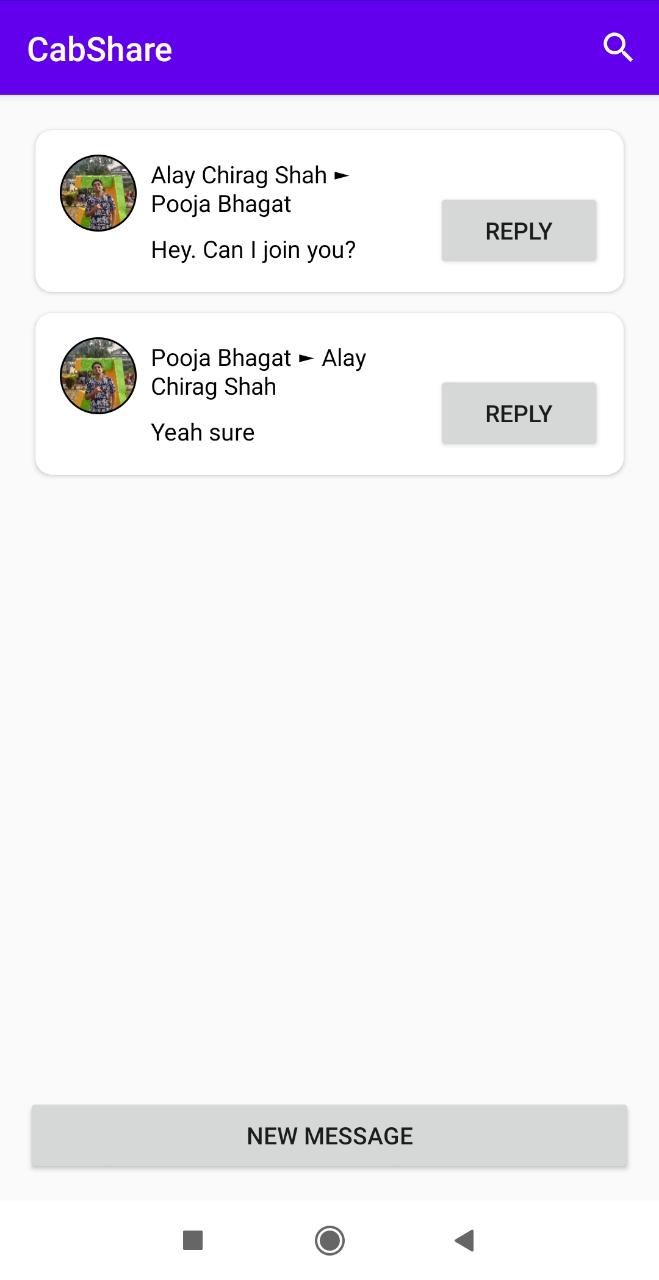 CabShare
Alay Chirag Shah ►
Pooja Bhagat
Hey. Can I join you?
REPLY
Pooja Bhagat ► Alay
Chirag Shah
Yeah sure
REPLY
NEW MESSAGE